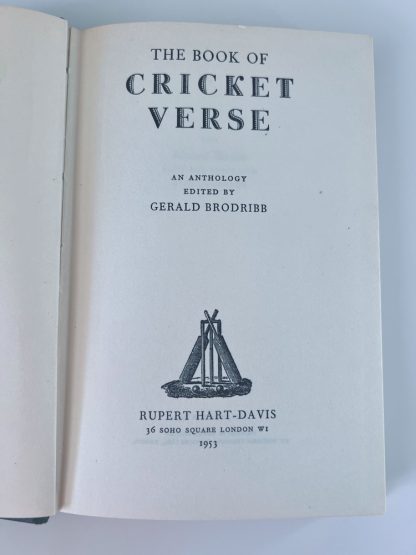 THE BOOK OF
CRICKET
VERSE
AN ANTHOLOGY
EDITED BY
GERALD BRODRIBB
RUPERT HART-DAVIS
36 SOHO SQUARE LONDON W1
1953